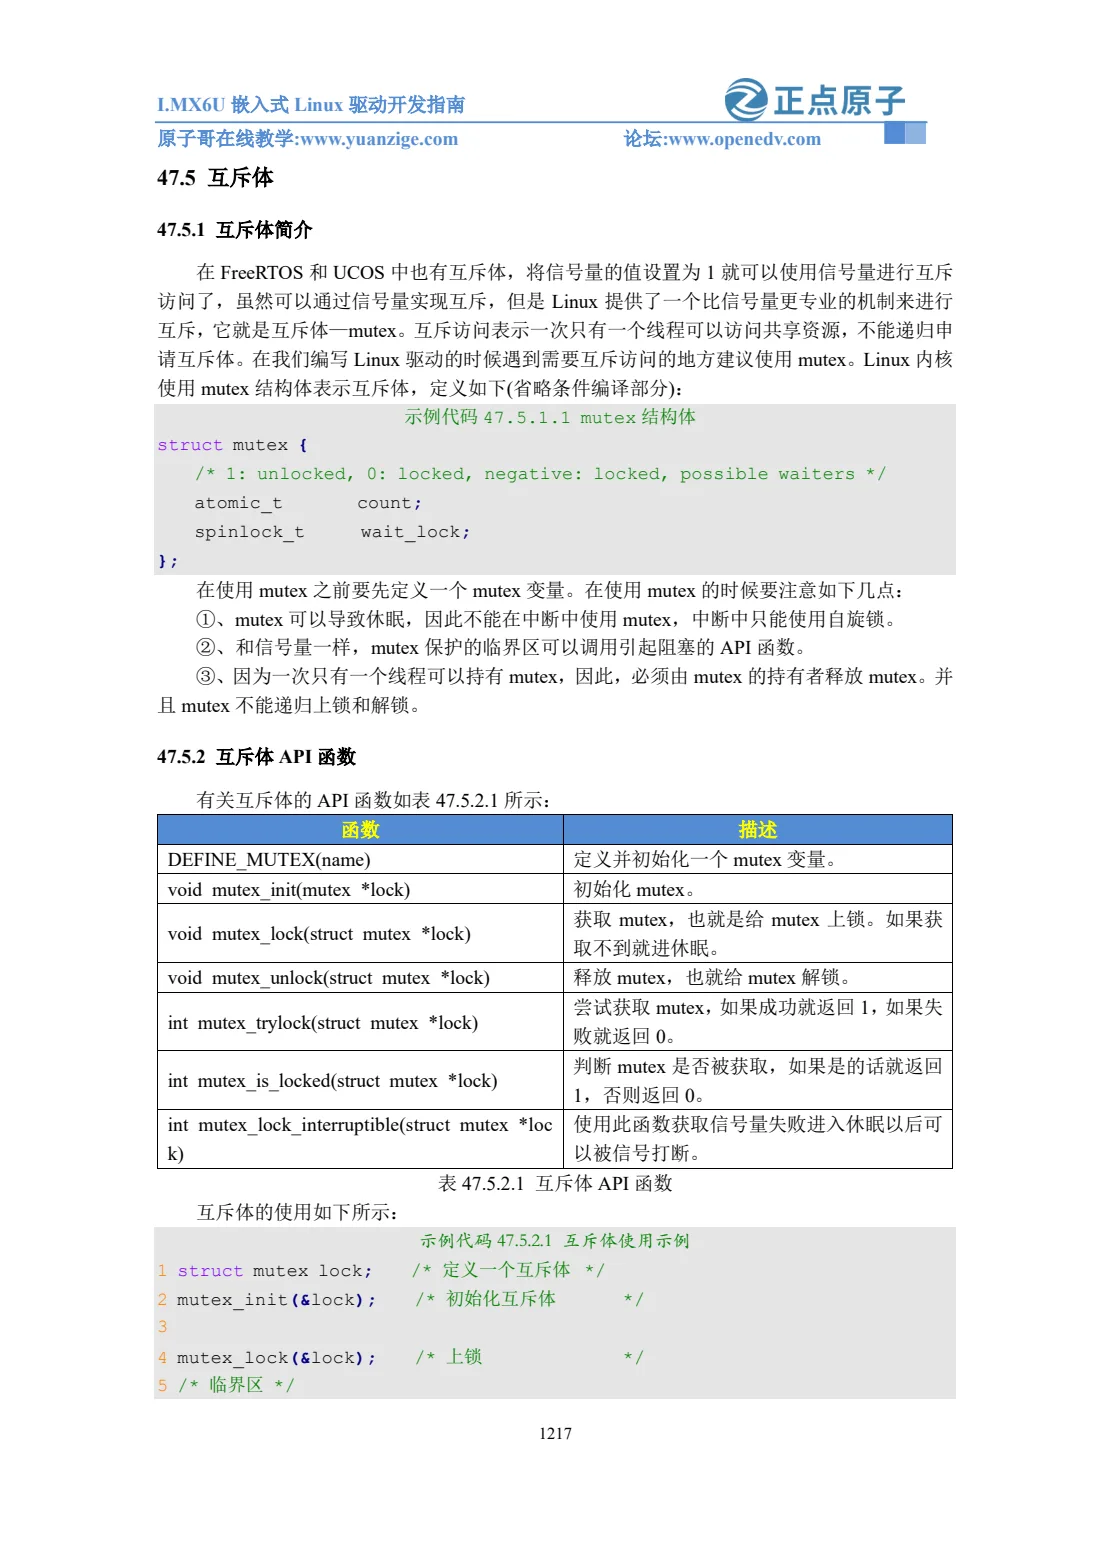 I.MX6U 嵌入式 Linux 驱动开发指南
正点原子
原子哥在线教学:www.yuanzige.com 论坛:www.openedv.com
47.5 互斥体
47.5.1 互斥体简介
在 FreeRTOS 和 UCOS 中也有互斥体，将信号量的值设置为 1 就可以使用信号量进行互斥
访问了，虽然可以通过信号量实现互斥，但是 Linux 提供了一个比信号量更专业的机制来进行
互斥，它就是互斥体—mutex。互斥访问表示一次只有一个线程可以访问共享资源，不能递归申
请互斥体。在我们编写 Linux 驱动的时候遇到需要互斥访问的地方建议使用 mutex。Linux 内核
使用 mutex 结构体表示互斥体，定义如下(省略条件编译部分)：
示例代码 47.5.1.1 mutex 结构体
struct mutex {
/* 1: unlocked, 0: locked, negative: locked, possible waiters */
atomic_t count;
spinlock_t wait_lock;
};
在使用 mutex 之前要先定义一个 mutex 变量。在使用 mutex 的时候要注意如下几点：
①、mutex 可以导致休眠，因此不能在中断中使用 mutex，中断中只能使用自旋锁。
②、和信号量一样，mutex 保护的临界区可以调用引起阻塞的 API 函数。
③、因为一次只有一个线程可以持有 mutex，因此，必须由 mutex 的持有者释放 mutex。并
且 mutex 不能递归上锁和解锁。
47.5.2 互斥体 API 函数
有关互斥体的 API 函数如表 47.5.2.1 所示：
函数 描述
DEFINE_MUTEX(name) 定义并初始化一个 mutex 变量。
void mutex_init(mutex *lock) 初始化 mutex。
void mutex_lock(struct mutex *lock) 获取 mutex，也就是给 mutex 上锁。如果获
取不到就进休眠。
void mutex_unlock(struct mutex *lock) 释放 mutex，也就给 mutex 解锁。
int mutex_trylock(struct mutex *lock) 尝试获取 mutex，如果成功就返回 1，如果失
败就返回 0。
int mutex_is_locked(struct mutex *lock) 判断 mutex 是否被获取，如果是的话就返回
1，否则返回 0。
int mutex_lock_interruptible(struct mutex *loc 使用此函数获取信号量失败进入休眠以后可
k) 以被信号打断。
表 47.5.2.1 互斥体 API 函数
互斥体的使用如下所示：
示例代码 47.5.2.1 互斥体使用示例
1 struct mutex lock; /* 定义一个互斥体 */
2 mutex_init(&lock); /* 初始化互斥体 */
3
4 mutex_lock(&lock); /* 上锁 */
5 /* 临界区 */
1217